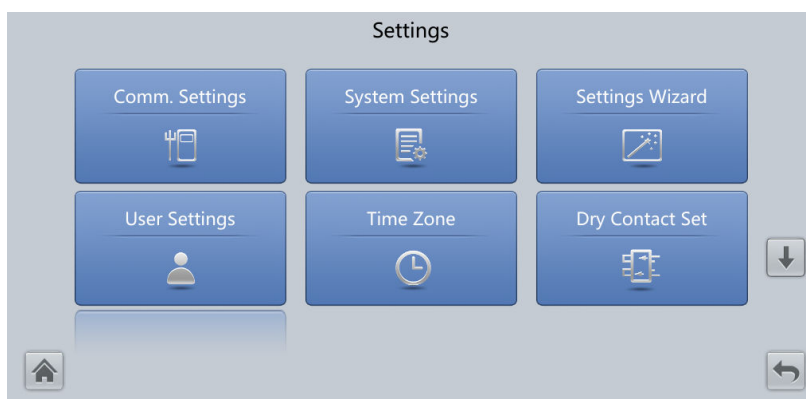 Settings
Comm. Settings
System Settings
Settings Wizard
User Settings
Time Zone
Dry Contact Set